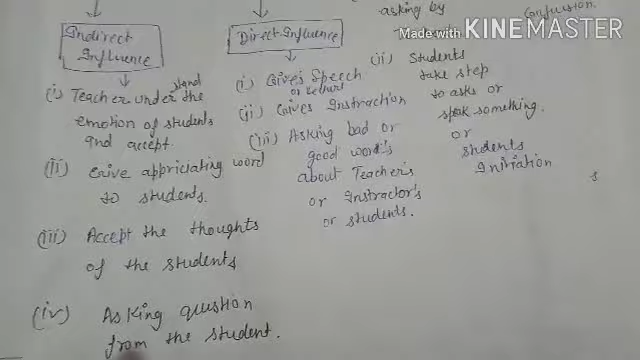 Indirect
Influence
(i) Teacher understand the
emotion of students
and accept.
(ii) Give appriciating word
to students.
(iii) Accept the thoughts
of the students
(iv) Asking question
from the student.
Direct Influence
(i) Gives Speech
or Lecture
(ii) Gives Instraction
(iii) Asking bad or
good word's
about Teacher's
or Instractor's
or students.
asking by
(ii) Students
take step
to asks or
speak something.
or
students
Initiation
Confusion.
Made with KINEMASTER